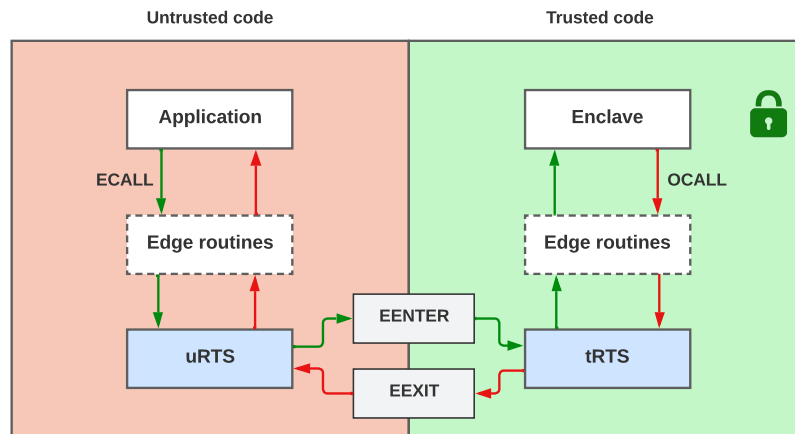 Untrusted code
Trusted code
Application
Enclave
ECALL
OCALL
Edge routines
Edge routines
EENTER
uRTS
tRTS
EEXIT